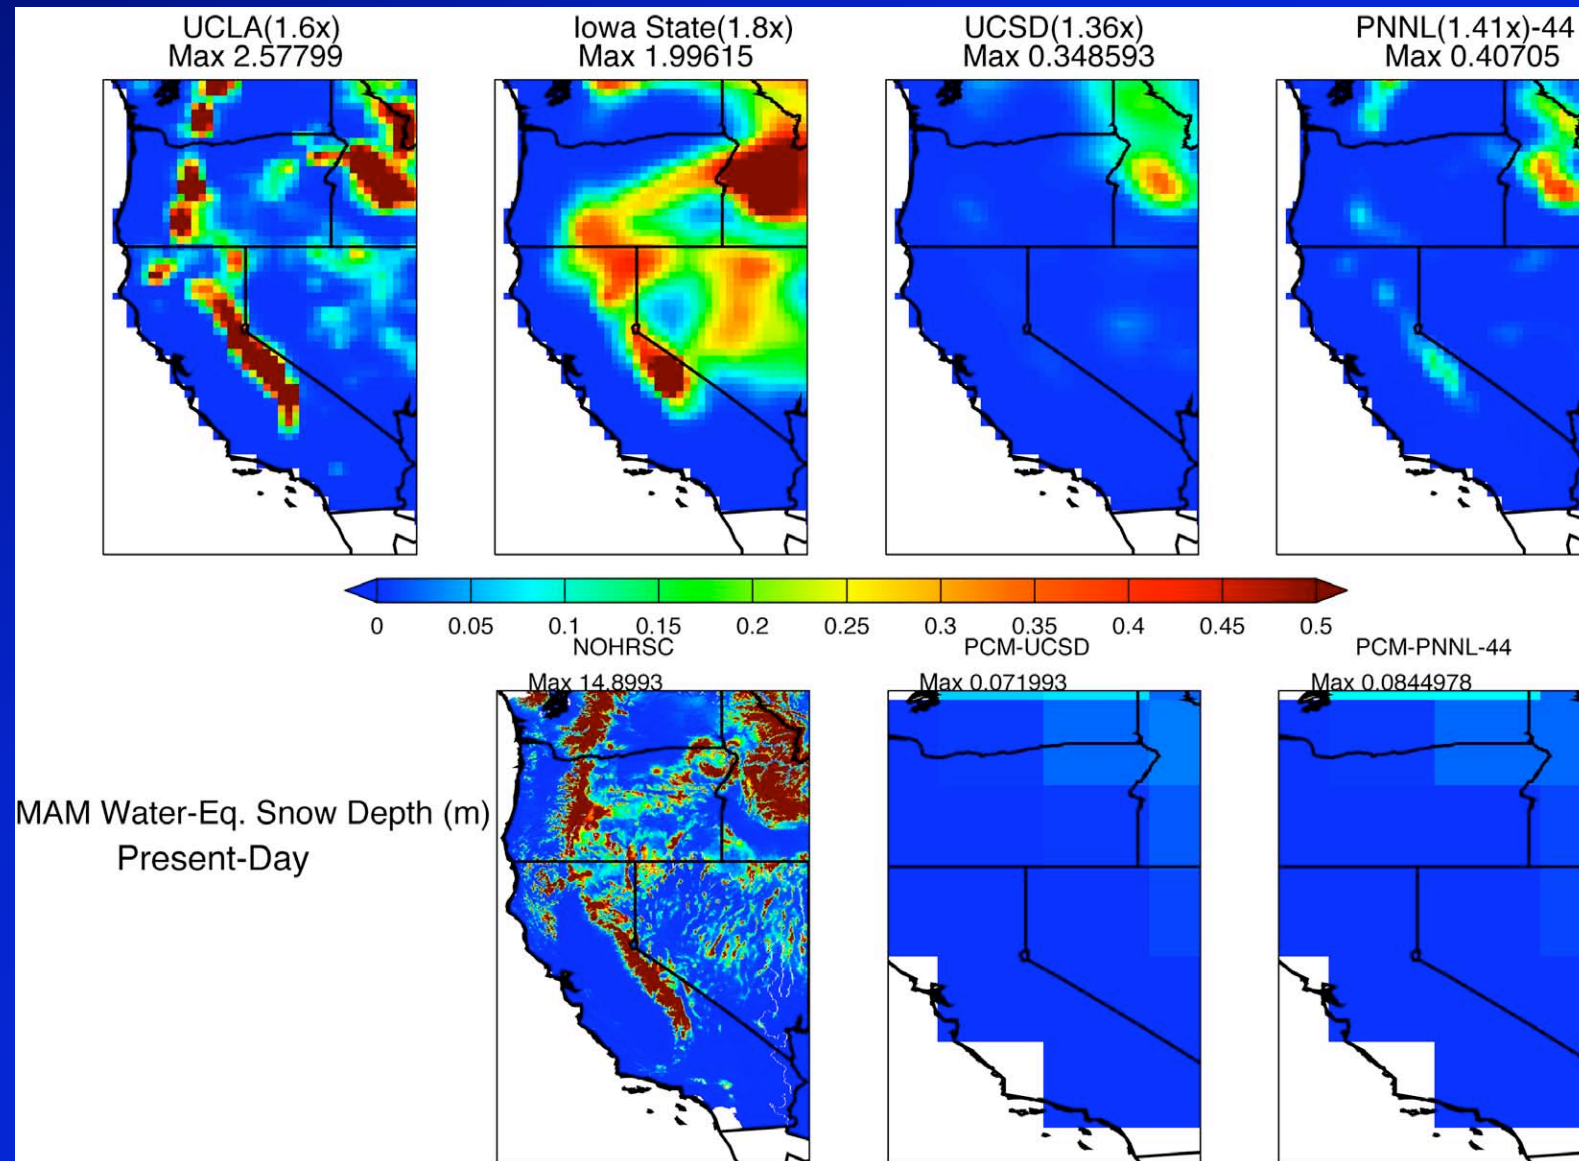 UCLA(1.6x)
Max 2.57799
Iowa State(1.8x)
Max 1.99615
UCSD(1.36x)
Max 0.348593
PNNL(1.41x)-44
Max 0.40705
0 0.05 0.1 0.15 0.2 0.25 0.3 0.35 0.4 0.45 0.5
NOHRSC
Max 14.8993
PCM-UCSD
Max 0.071993
PCM-PNNL-44
Max 0.0844978
MAM Water-Eq. Snow Depth (m)
Present-Day